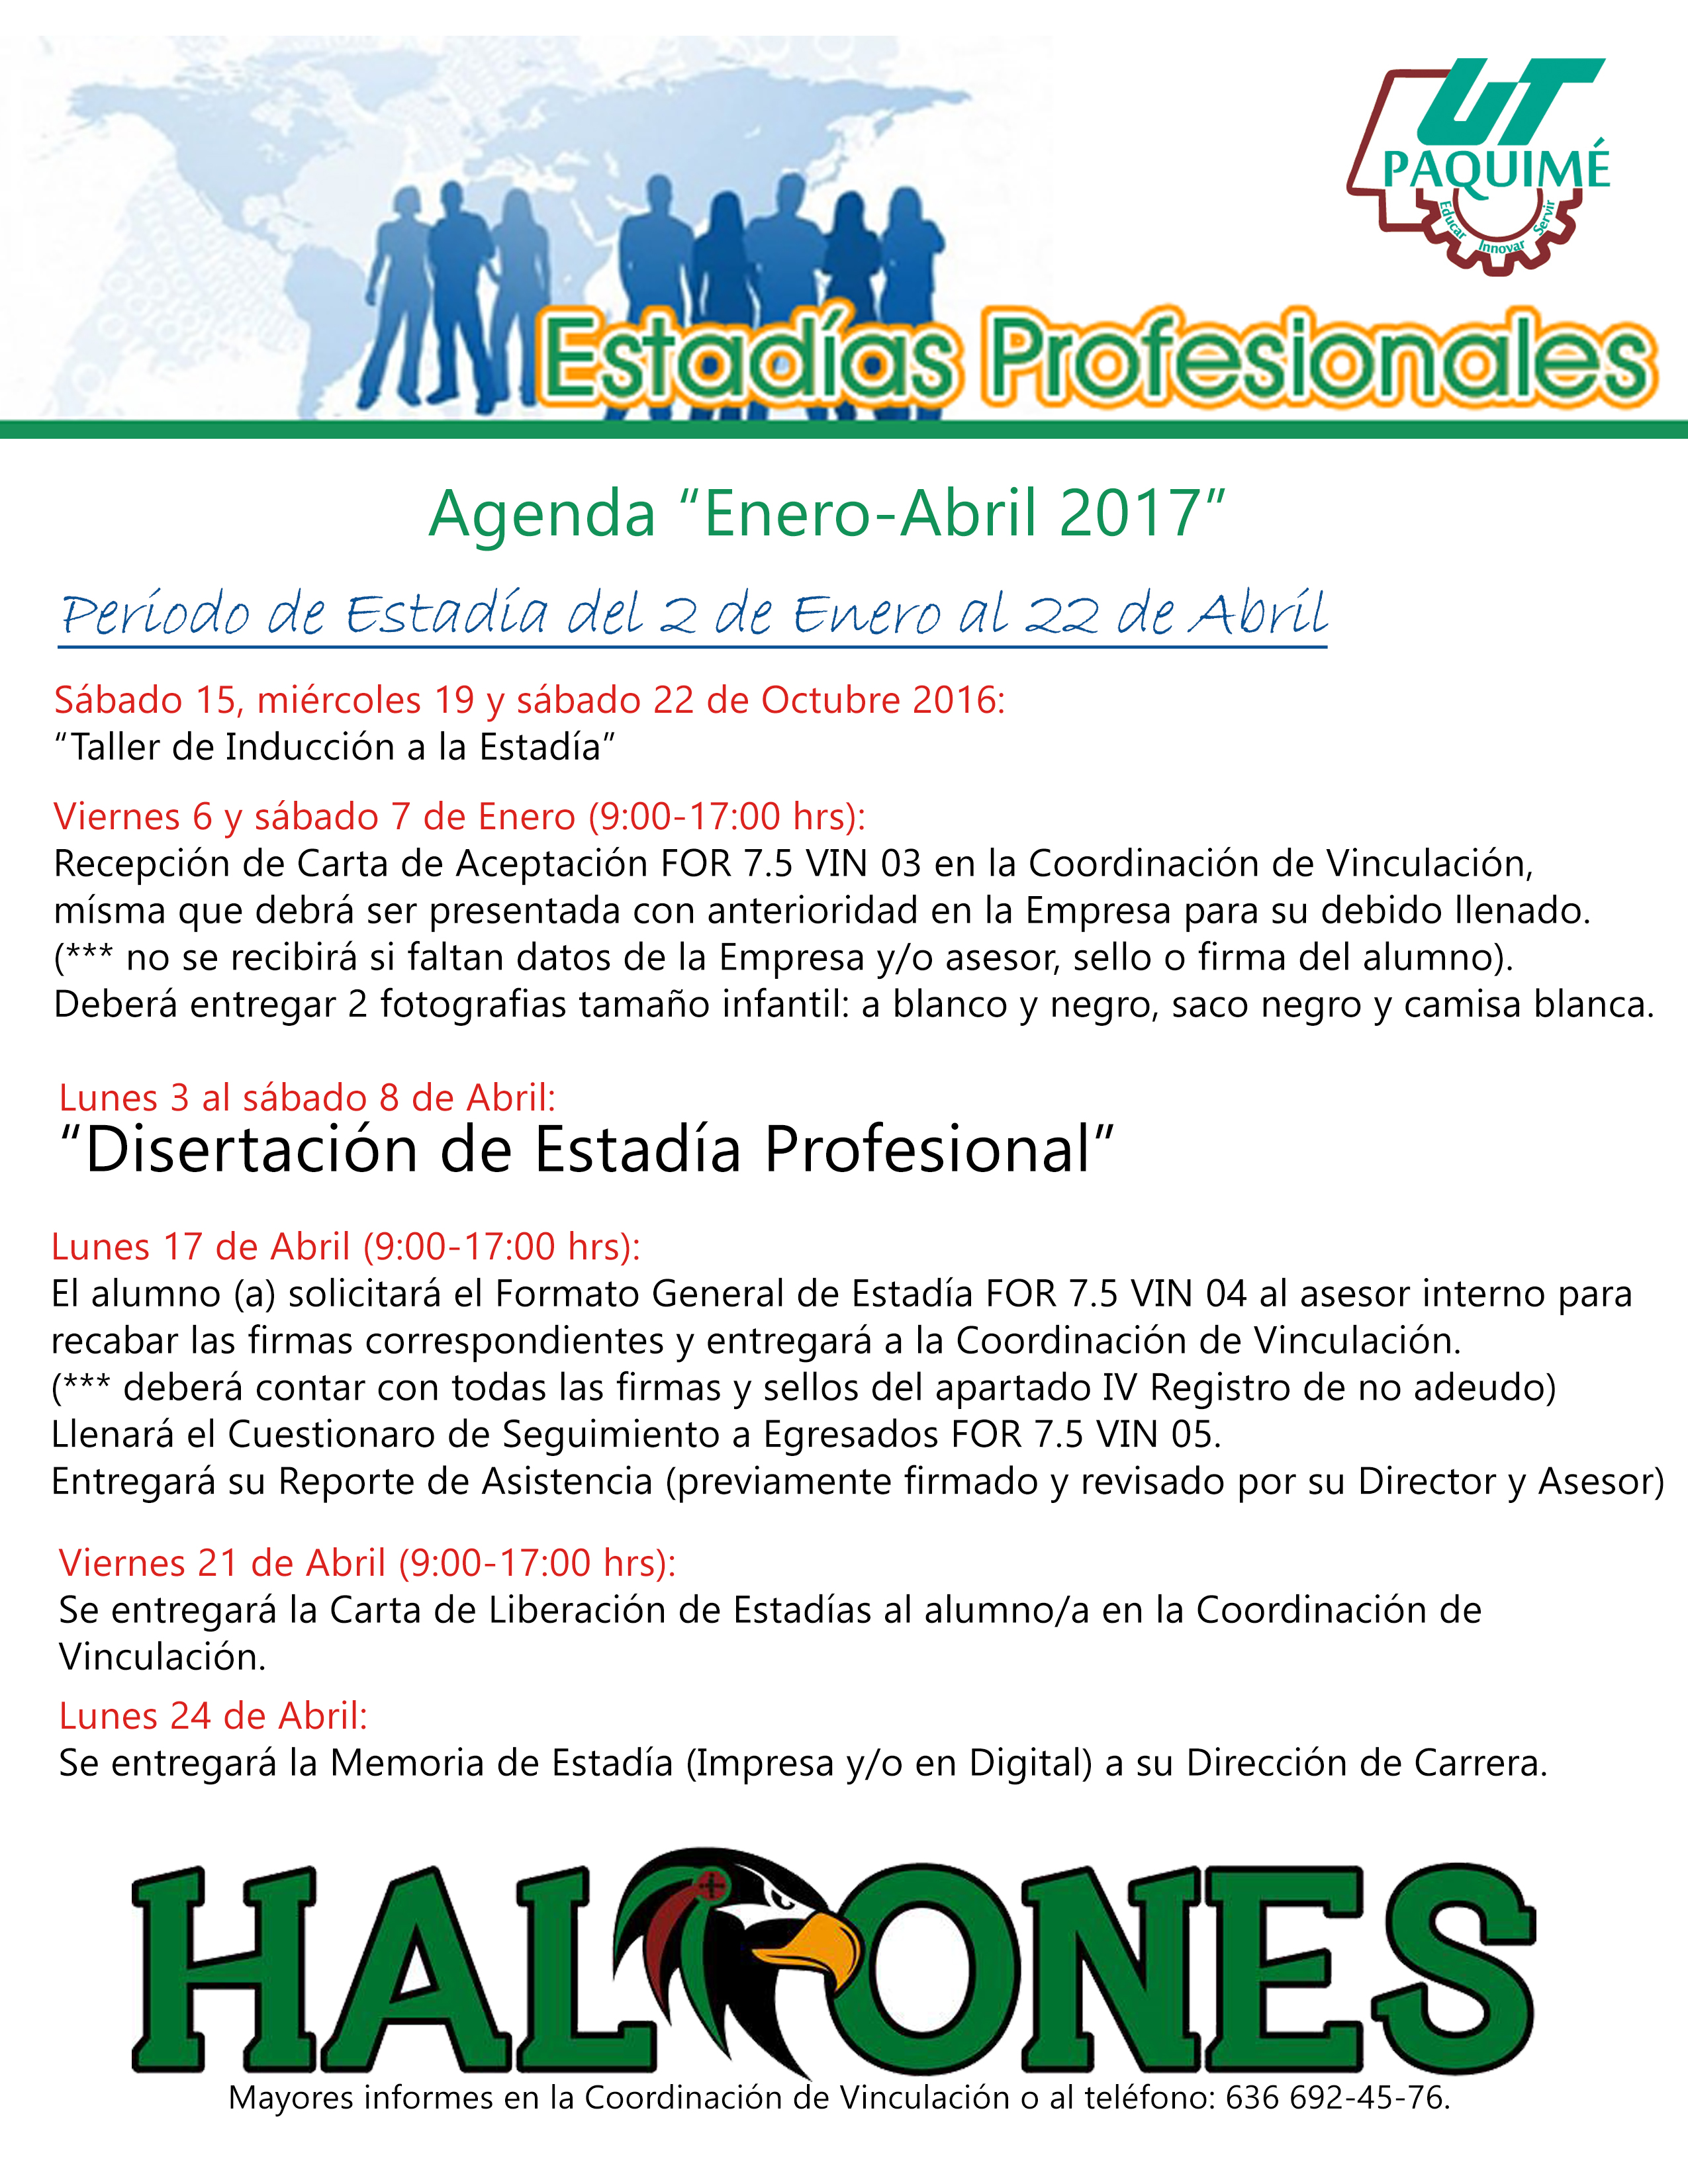 UT
PAQUIMÉ
Educar Innovar Servir
Estadías Profesionales
Agenda “Enero-Abril 2017”
Período de Estadía del 2 de Enero al 22 de Abril
Sábado 15, miércoles 19 y sábado 22 de Octubre 2016:
“Taller de Inducción a la Estadía”
Viernes 6 y sábado 7 de Enero (9:00-17:00 hrs):
Recepción de Carta de Aceptación FOR 7.5 VIN 03 en la Coordinación de Vinculación,
mísma que debrá ser presentada con anterioridad en la Empresa para su debido llenado.
(*** no se recibirá si faltan datos de la Empresa y/o asesor, sello o firma del alumno).
Deberá entregar 2 fotografias tamaño infantil: a blanco y negro, saco negro y camisa blanca.
Lunes 3 al sábado 8 de Abril:
“Disertación de Estadía Profesional”
Lunes 17 de Abril (9:00-17:00 hrs):
El alumno (a) solicitará el Formato General de Estadía FOR 7.5 VIN 04 al asesor interno para
recabar las firmas correspondientes y entregará a la Coordinación de Vinculación.
(*** deberá contar con todas las firmas y sellos del apartado IV Registro de no adeudo)
Llenará el Cuestionaro de Seguimiento a Egresados FOR 7.5 VIN 05.
Entregará su Reporte de Asistencia (previamente firmado y revisado por su Director y Asesor)
Viernes 21 de Abril (9:00-17:00 hrs):
Se entregará la Carta de Liberación de Estadías al alumno/a en la Coordinación de
Vinculación.
Lunes 24 de Abril:
Se entregará la Memoria de Estadía (Impresa y/o en Digital) a su Dirección de Carrera.
HALCONES
Mayores informes en la Coordinación de Vinculación o al teléfono: 636 692-45-76.